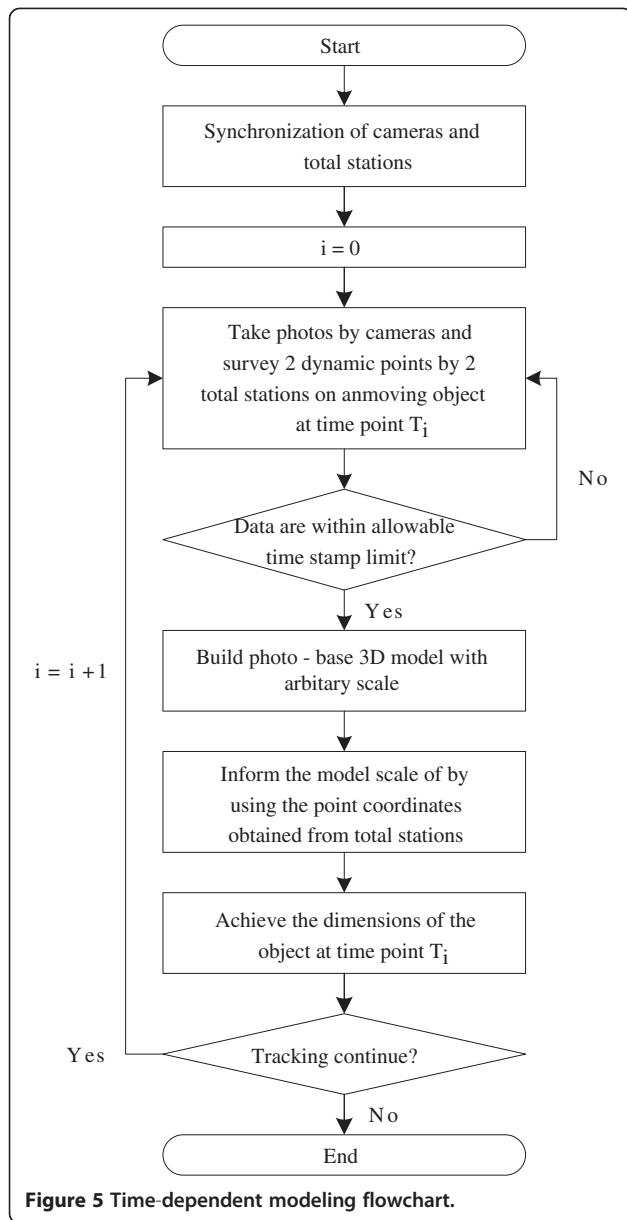 Start
Synchronization of cameras and
total stations
i = 0
Take photos by cameras and
survey 2 dynamic points by 2
total stations on anmoving object
at time point Ti
No
Data are within allowable
time stamp limit?
Yes
Build photo - base 3D model with
arbitary scale
i = i +1
Inform the model scale of by
using the point coordinates
obtained from total stations
Achieve the dimensions of the
object at time point Ti
Yes
Tracking continue?
No
End
Figure 5 Time-dependent modeling flowchart.